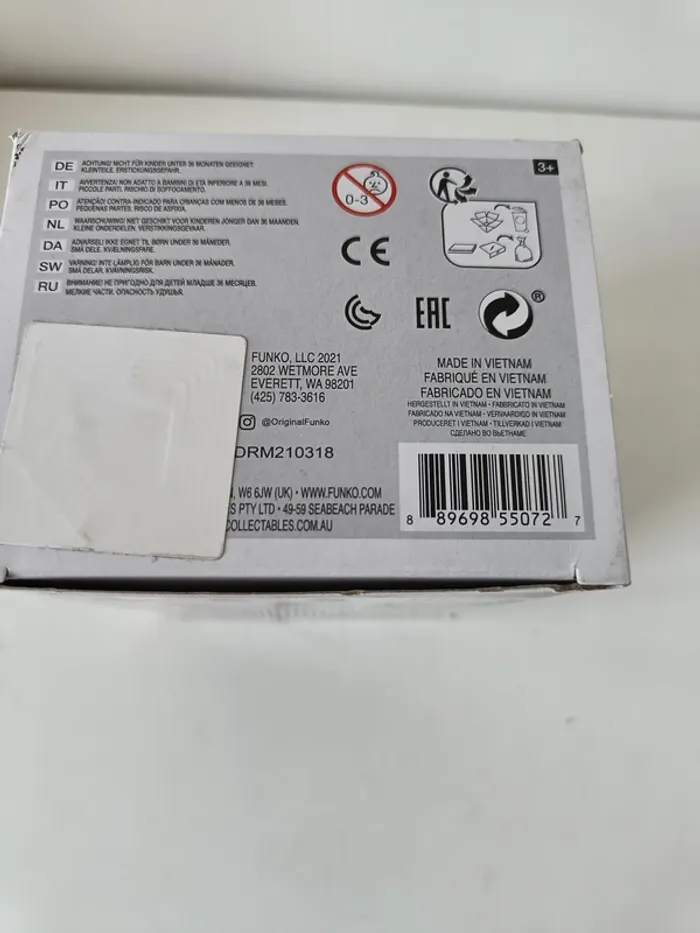 DE ACHTUNG! NICHT FÜR KINDER UNTER 36 MONATEN GEEIGNET.
KLEINTEILE. ERSTICKUNGSGEFAHR.
IT AVVERTENZA: NON ADATTO A BAMBINI DI ETÀ INFERIORE A 36 MESI.
PICCOLE PARTI. RISCHIO DI SOFFOCAMENTO.
PO ATENÇÃO! CONTRA-INDICADO PARA CRIANÇAS COM MENOS DE 36 MESES.
PEQUENAS PARTES. RISCO DE ASFIXIA.
NL WAARSCHUWING! NIET GESCHIKT VOOR KINDEREN JONGER DAN 36 MAANDEN.
KLEINE ONDERDELEN. VERSTIKKINGSGEVAAR.
DA ADVARSEL! IKKE EGNET TIL BØRN UNDER 36 MÅNEDER.
SMÅ DELE. KVÆLNINGSFARE.
SW VARNING! INTE LÄMPLIG FÖR BARN UNDER 36 MÅNADER.
SMÅ DELAR. KVÄVNINGSRISK.
RU ВНИМАНИЕ! НЕ ПРИГОДНО ДЛЯ ДЕТЕЙ МЛАДШЕ 36 МЕСЯЦЕВ.
МЕЛКИЕ ЧАСТИ. ОПАСНОСТЬ УДУШЬЯ.
0-3
3+
CE
EAC
®
FUNKO, LLC 2021
2802 WETMORE AVE
EVERETT, WA 98201
(425) 783-3616
@OriginalFunko
DRM210318
W6 6JW (UK) • WWW.FUNKO.COM
PTY LTD • 49-59 SEABEACH PARADE
COLLECTABLES.COM.AU
MADE IN VIETNAM
FABRIQUÉ EN VIETNAM
FABRICADO EN VIETNAM
HERGESTELLT IN VIETNAM • FABBRICATO IN VIETNAM
FABRICADO NA VIETNAM • VERVAARDIGD IN VIETNAM
PRODUCERET I VIETNAM • TILLVERKAD I VIETNAM
СДЕЛАНО ВО ВЬЕТНАМЕ
8 89698 55072 7